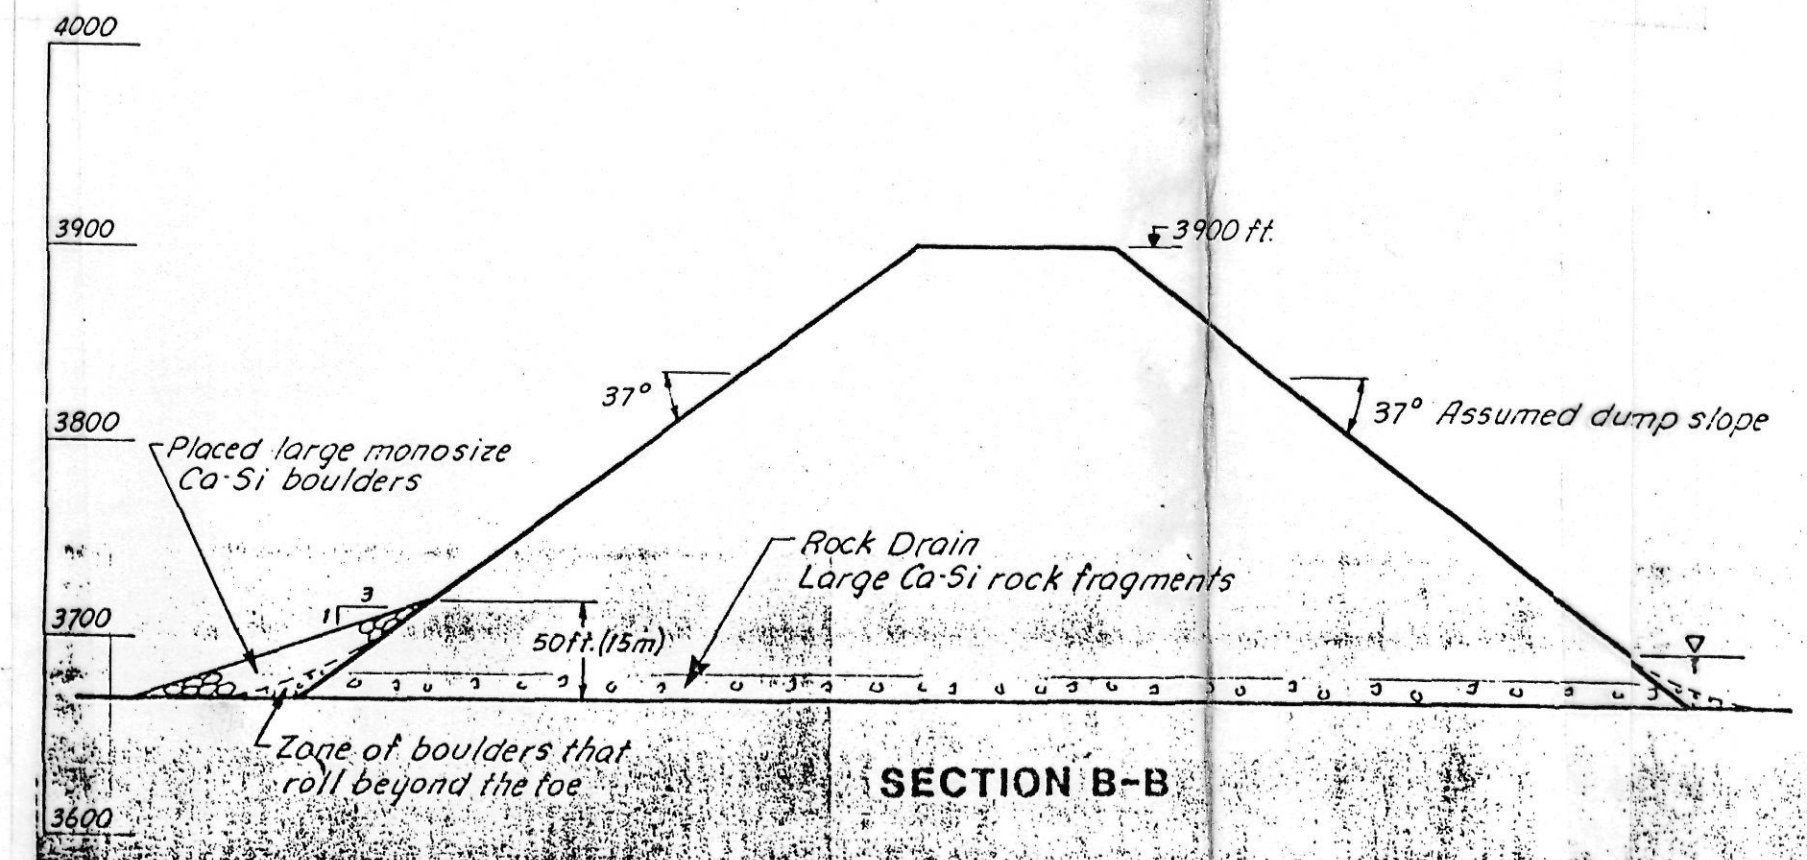 4000
3900
3900 ft.
37°
37° Assumed dump slope
3800
Placed large monosize
Ca-Si boulders
Rock Drain
Large Ca-Si rock fragments
3
1
3700
50ft.(15m)
Zone of boulders that
roll beyond the toe
SECTION B-B
3600